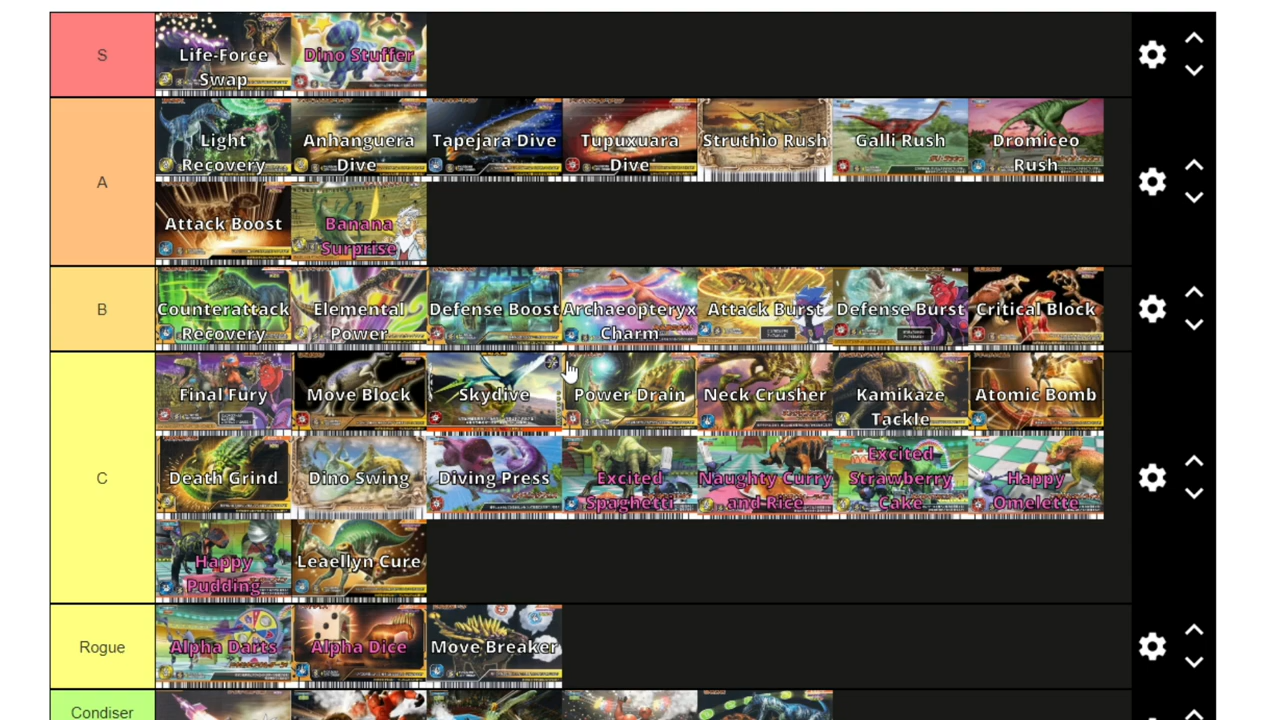 S
Life-Force
Swap
Dino Stuffer
A
Light
Recovery
Anhanguera
Dive
Tapejara Dive
Tupuxuara
Dive
Struthio Rush
Galli Rush
Dromiceo
Rush
Attack Boost
Banana
Surprise
B
Counterattack
Recovery
Elemental
Power
Defense Boost
Archaeopteryx
Charm
Attack Burst
Defense Burst
Critical Block
C
Final Fury
Move Block
Skydive
Power Drain
Neck Crusher
Kamikaze
Tackle
Atomic Bomb
Death Grind
Dino Swing
Diving Press
Excited
Spaghetti
Naughty Curry
and Rice
Excited
Strawberry
Cake
Happy
Omelette
Happy
Pudding
Leaellyn Cure
Rogue
Alpha Darts
Alpha Dice
Move Breaker
Condiser